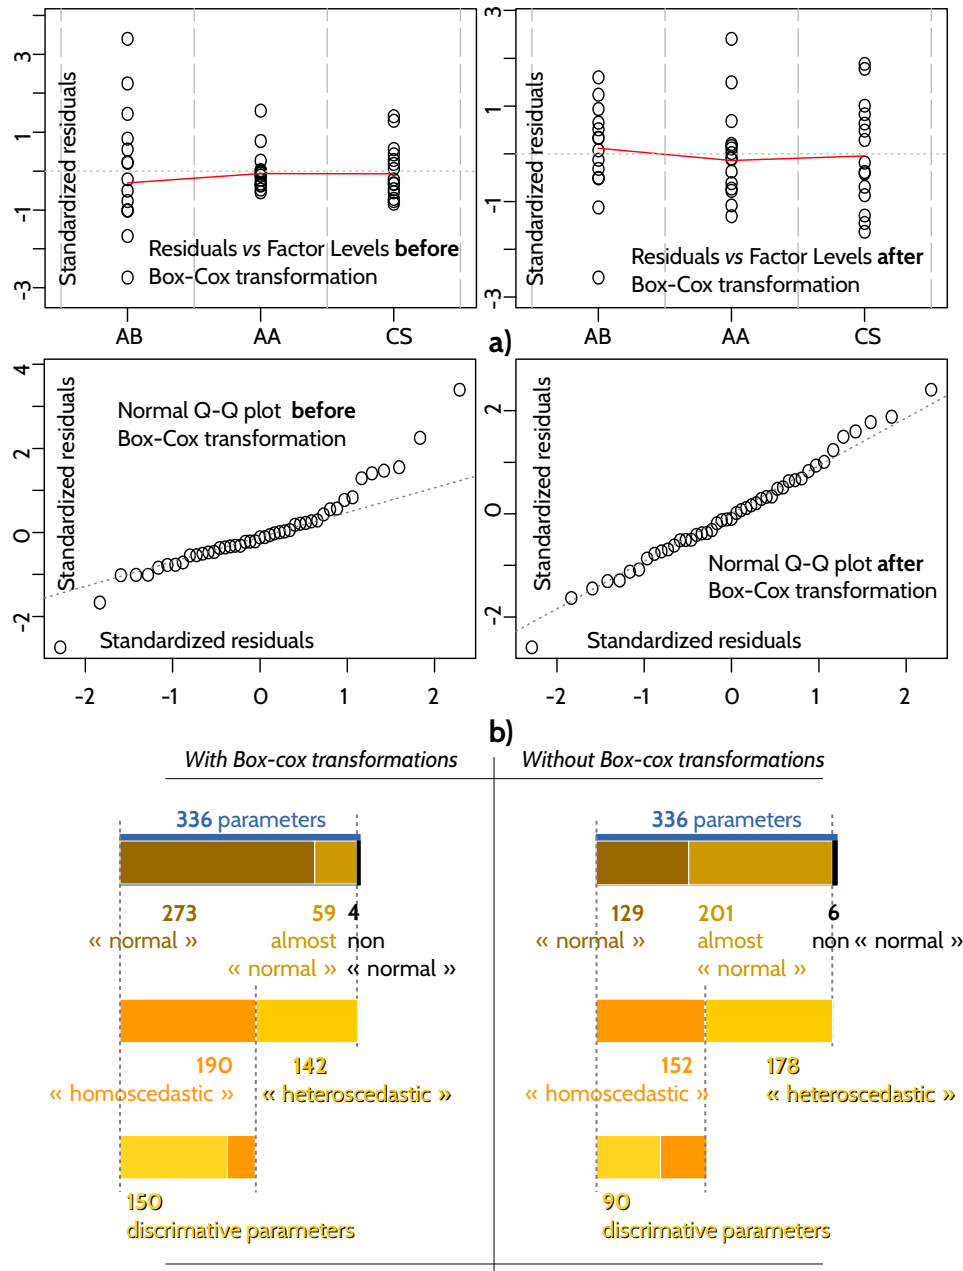 3
1
-1
-3
Standardized residuals
Residuals vs Factor Levels before
Box-Cox transformation
AB
AA
CS
3
1
-1
-3
Standardized residuals
Residuals vs Factor Levels after
Box-Cox transformation
AB
AA
CS
a)
4
2
0
-2
Standardized residuals
Normal Q-Q plot before
Box-Cox transformation
Standardized residuals
-2
-1
0
1
2
2
0
-2
Standardized residuals
Normal Q-Q plot after
Box-Cox transformation
Standardized residuals
-2
-1
0
1
2
b)
With Box-cox transformations
Without Box-cox transformations
336 parameters
273
« normal »
59
almost
« normal »
4
non
« normal »
190
« homoscedastic »
142
« heteroscedastic »
150
discrimative parameters
336 parameters
129
« normal »
201
almost
« normal »
6
non « normal »
152
« homoscedastic »
178
« heteroscedastic »
90
discrimative parameters